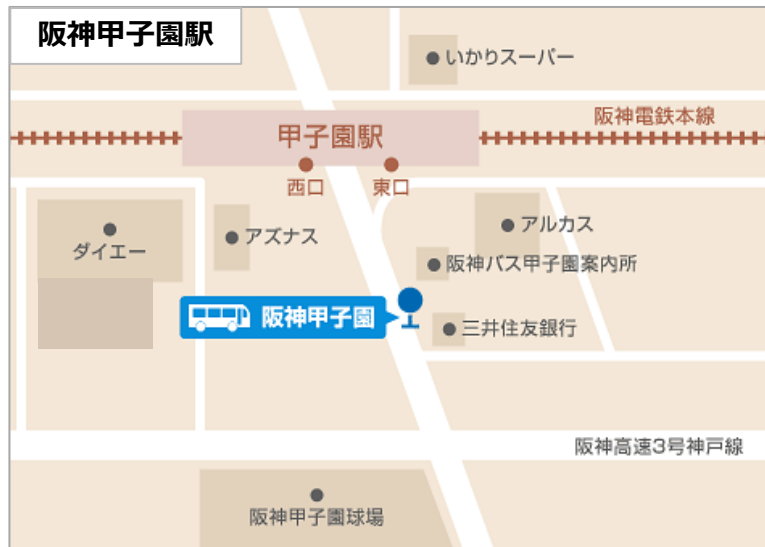 阪神甲子園駅
いかりスーパー
阪神電鉄本線
甲子園駅
西口
東口
ダイエー
アズナス
アルカス
阪神バス甲子園案内所
阪神甲子園
三井住友銀行
阪神高速3号神戸線
阪神甲子園球場